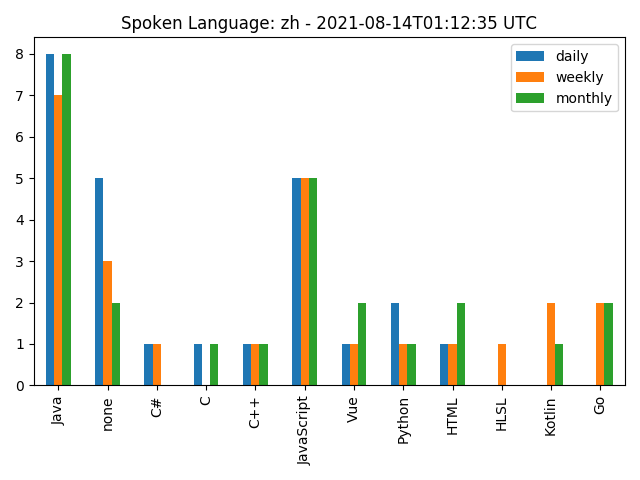 Spoken Language: zh - 2021-08-14T01:12:35 UTC
daily
weekly
monthly
8
7
6
5
4
3
2
1
0
Java
none
C#
C
C++
JavaScript
Vue
Python
HTML
HLSL
Kotlin
Go